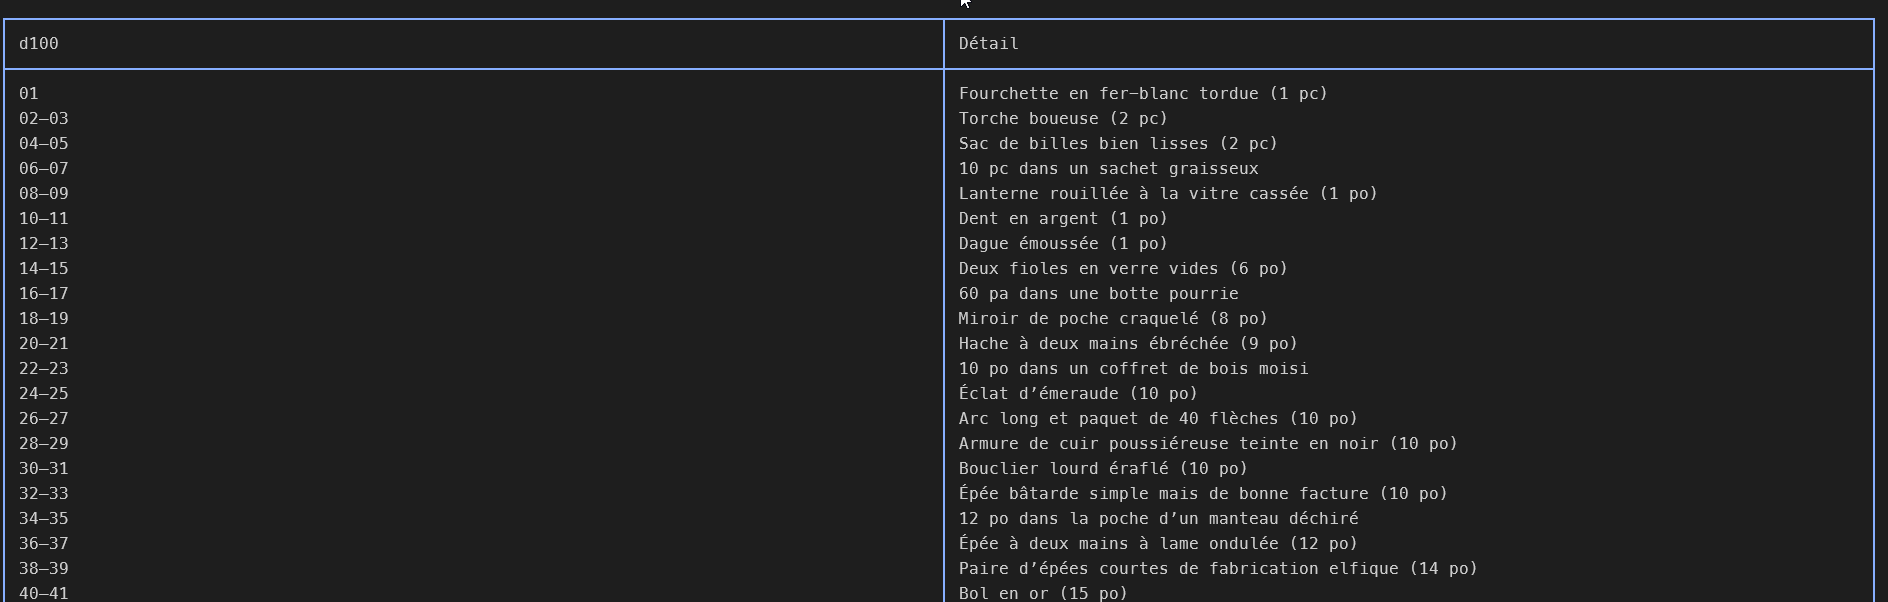 d100 Détail
01 Fourchette en fer-blanc tordue (1 pc)
02–03 Torche boueuse (2 pc)
04–05 Sac de billes bien lisses (2 pc)
06–07 10 pc dans un sachet graisseux
08–09 Lanterne rouillée à la vitre cassée (1 po)
10–11 Dent en argent (1 po)
12–13 Dague émoussée (1 po)
14–15 Deux fioles en verre vides (6 po)
16–17 60 pa dans une botte pourrie
18–19 Miroir de poche craquelé (8 po)
20–21 Hache à deux mains ébréchée (9 po)
22–23 10 po dans un coffret de bois moisi
24–25 Éclat d’émeraude (10 po)
26–27 Arc long et paquet de 40 flèches (10 po)
28–29 Armure de cuir poussiéreuse teinte en noir (10 po)
30–31 Bouclier lourd éraflé (10 po)
32–33 Épée bâtarde simple mais de bonne facture (10 po)
34–35 12 po dans la poche d’un manteau déchiré
36–37 Épée à deux mains à lame ondulée (12 po)
38–39 Paire d’épées courtes de fabrication elfique (14 po)
40–41 Bol en or (15 po)